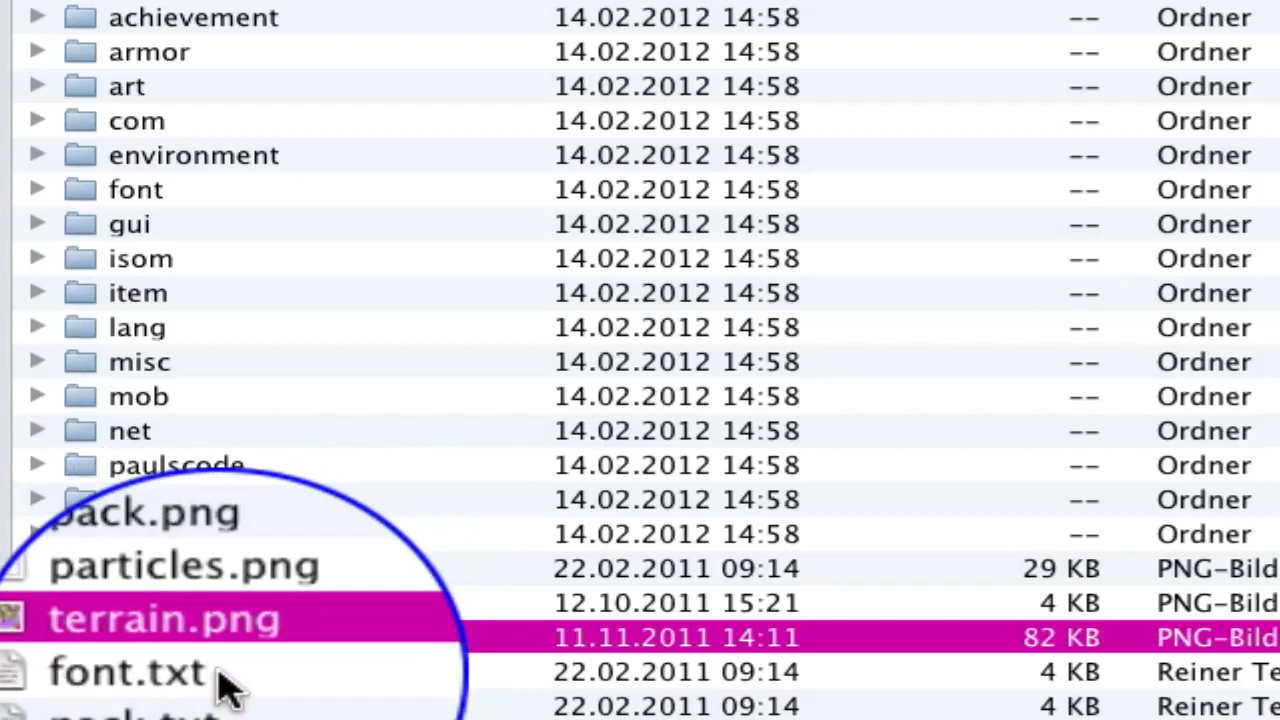 achievement 14.02.2012 14:58 -- Ordner
armor 14.02.2012 14:58 -- Ordner
art 14.02.2012 14:58 -- Ordner
com 14.02.2012 14:58 -- Ordner
environment 14.02.2012 14:58 -- Ordner
font 14.02.2012 14:58 -- Ordner
gui 14.02.2012 14:58 -- Ordner
isom 14.02.2012 14:58 -- Ordner
item 14.02.2012 14:58 -- Ordner
lang 14.02.2012 14:58 -- Ordner
misc 14.02.2012 14:58 -- Ordner
mob 14.02.2012 14:58 -- Ordner
net 14.02.2012 14:58 -- Ordner
paulscode 14.02.2012 14:58 -- Ordner
pack.png 14.02.2012 14:58 -- Ordner
14.02.2012 14:58 -- Ordner
particles.png 22.02.2011 09:14 29 KB PNG-Bild
12.10.2011 15:21 4 KB PNG-Bild
terrain.png 11.11.2011 14:11 82 KB PNG-Bild
font.txt 22.02.2011 09:14 4 KB Reiner Te
pack.txt 22.02.2011 09:14 4 KB Reiner Te